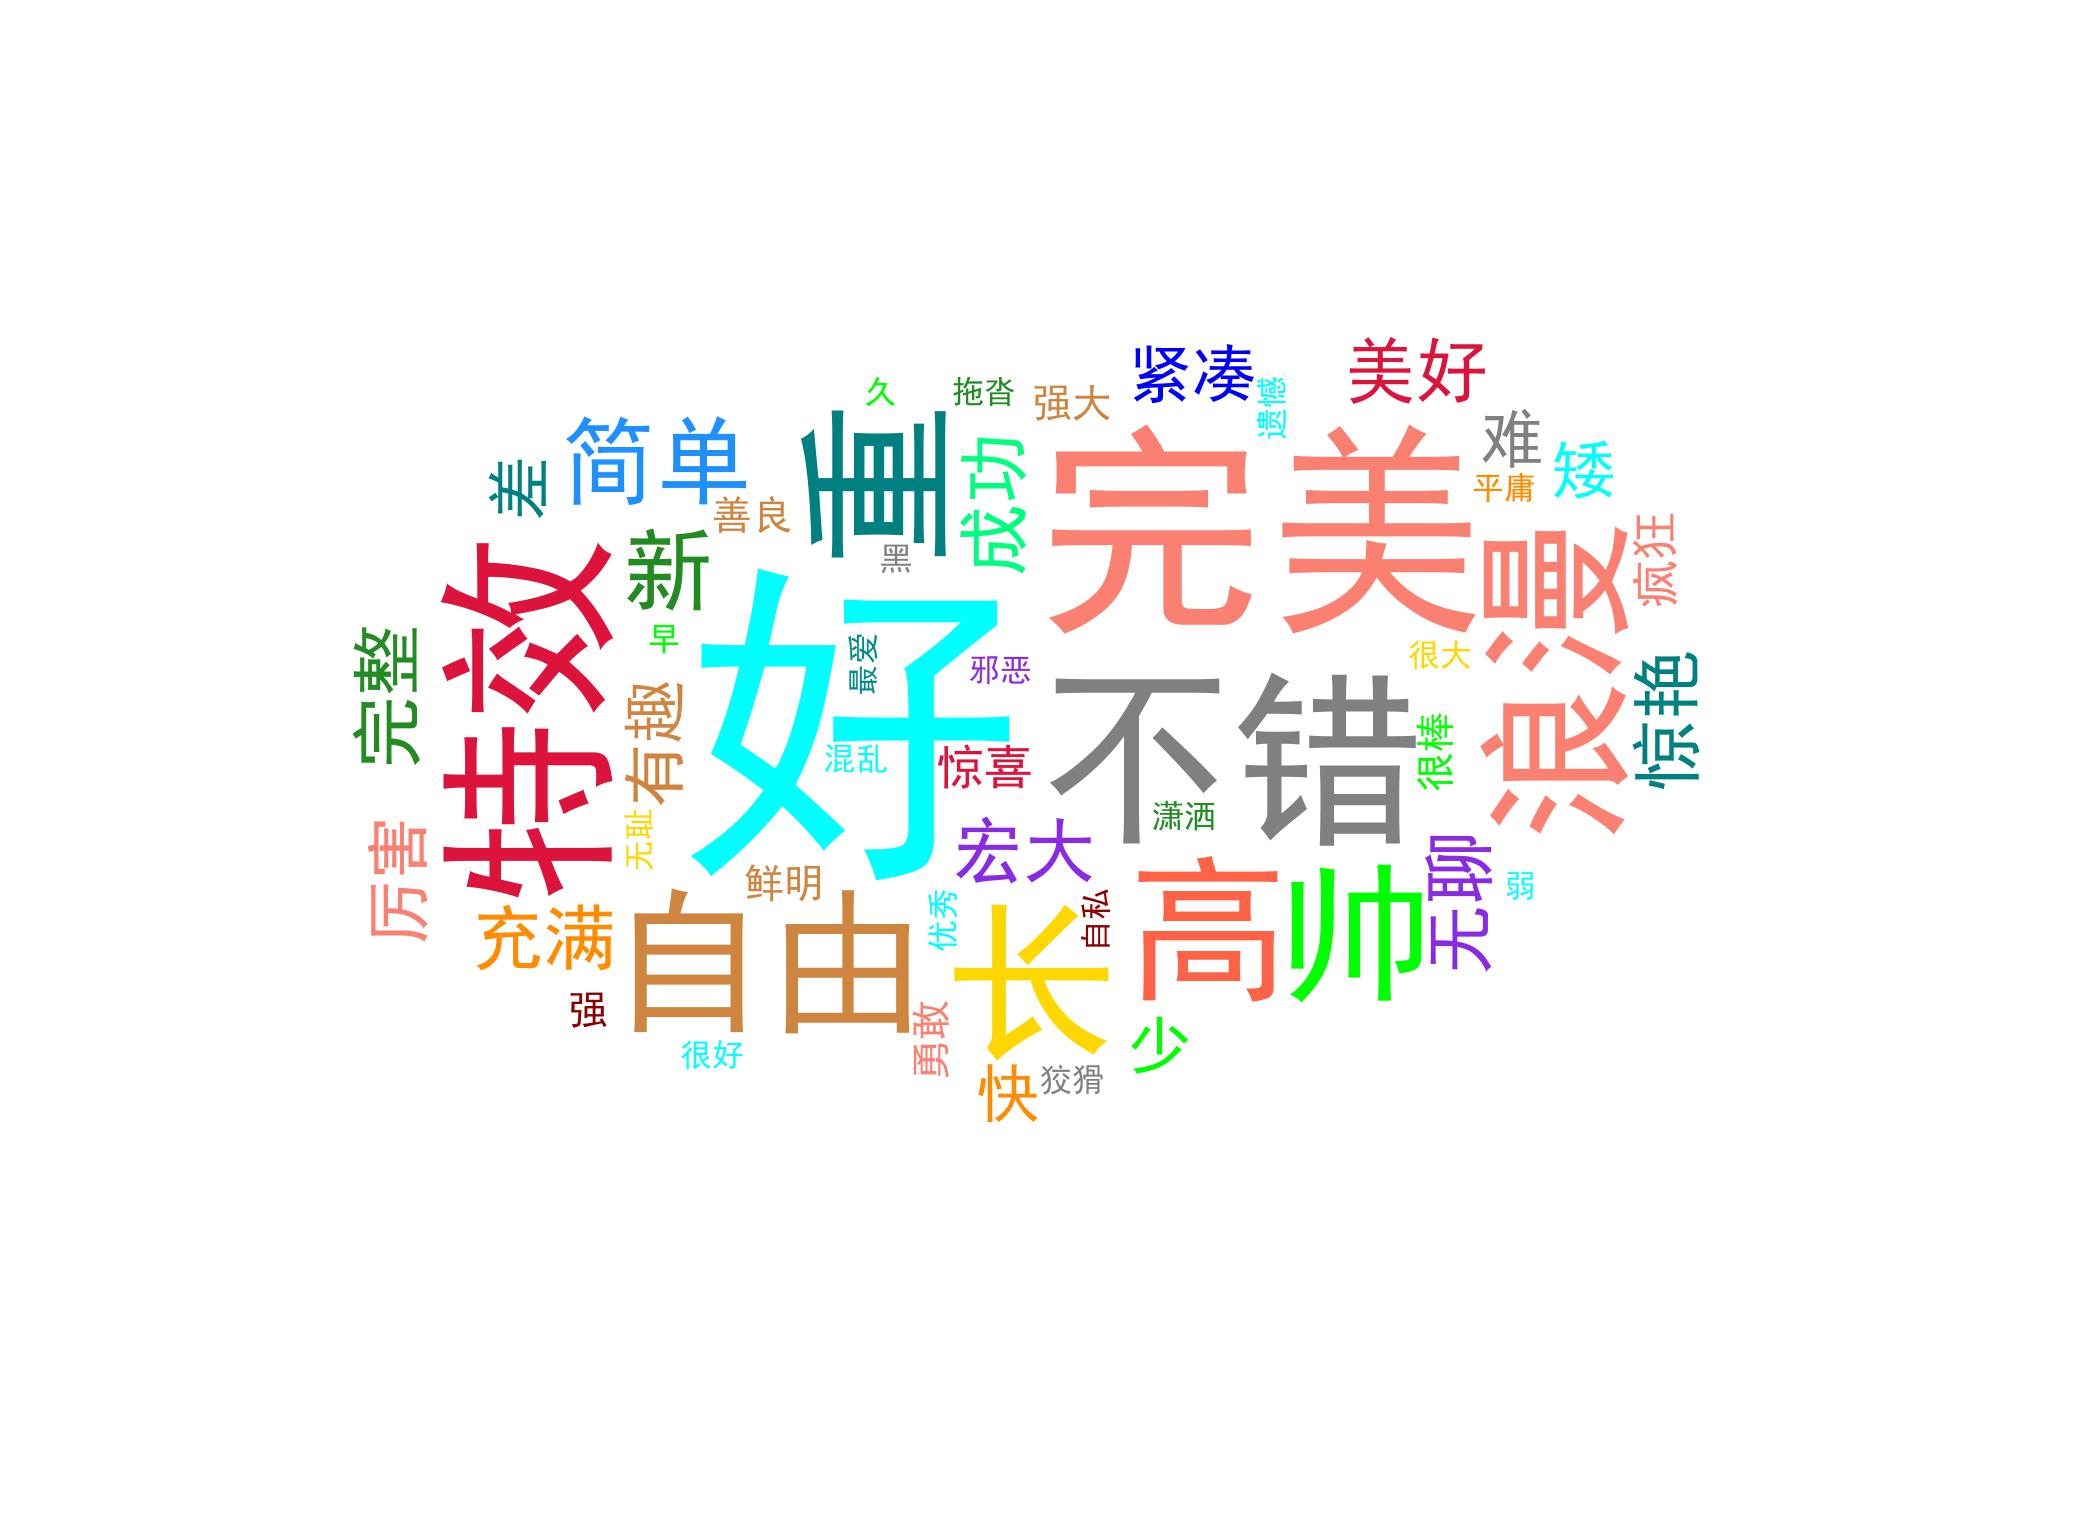 紧凑
美好
久
拖沓
强大
遗憾
简单
重
成功
完美
难
矮
差
善良
平庸
新
黑
浪漫
疯狂
特效
好
早
最爱
邪恶
很大
完整
有趣
不错
惊艳
混乱
惊喜
很棒
无耻
潇洒
厉害
宏大
无聊
鲜明
高
帅
弱
充满
自由
优秀
长
自私
强
少
很好
勇敢
快
狡猾